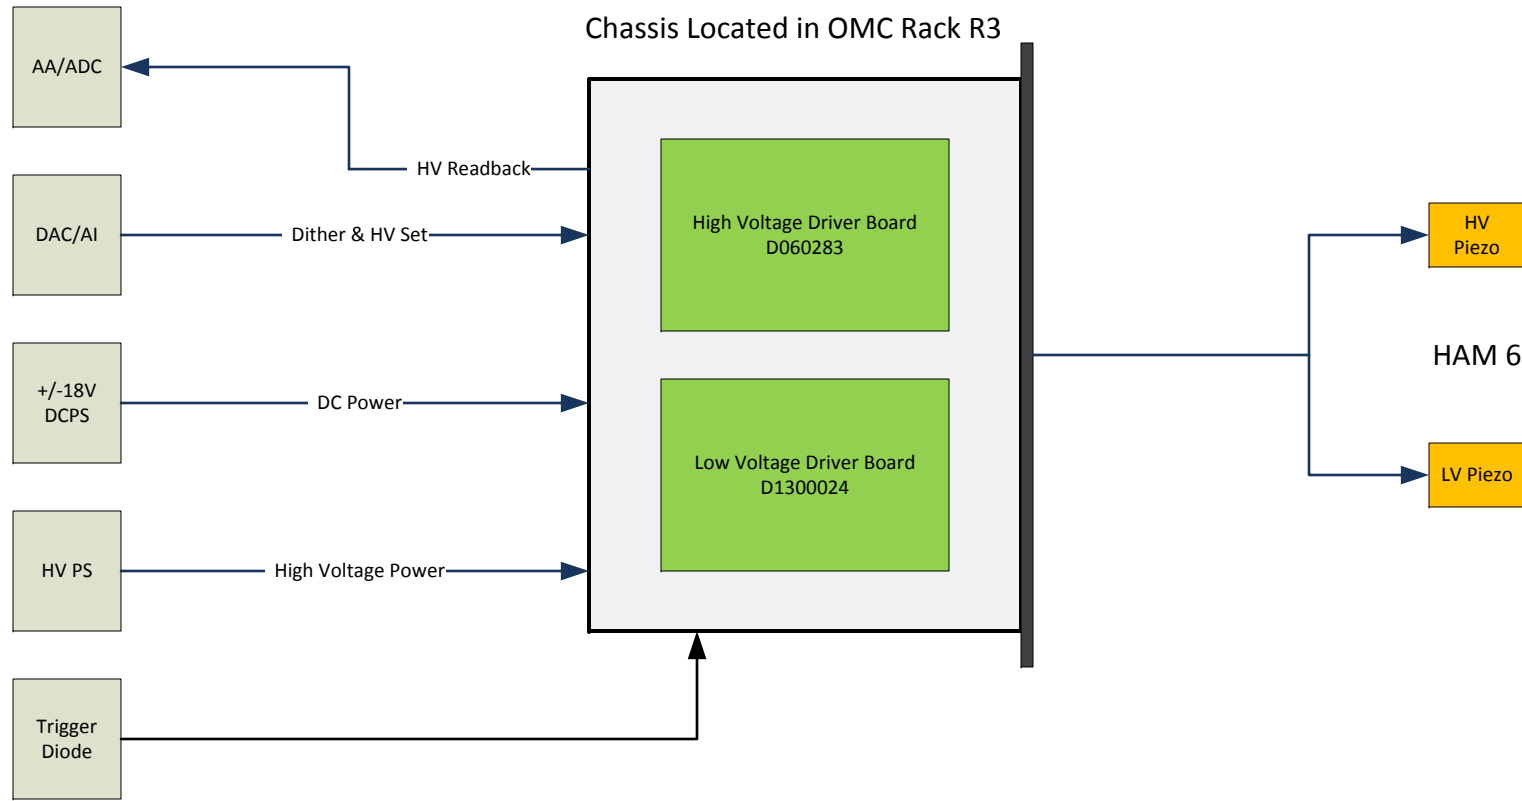 Chassis Located in OMC Rack R3
AA/ADC
HV Readback
DAC/AI
Dither & HV Set
+/-18V
DCPS
DC Power
HV PS
High Voltage Power
Trigger
Diode
High Voltage Driver Board
D060283
Low Voltage Driver Board
D1300024
HV
Piezo
HAM 6
LV Piezo